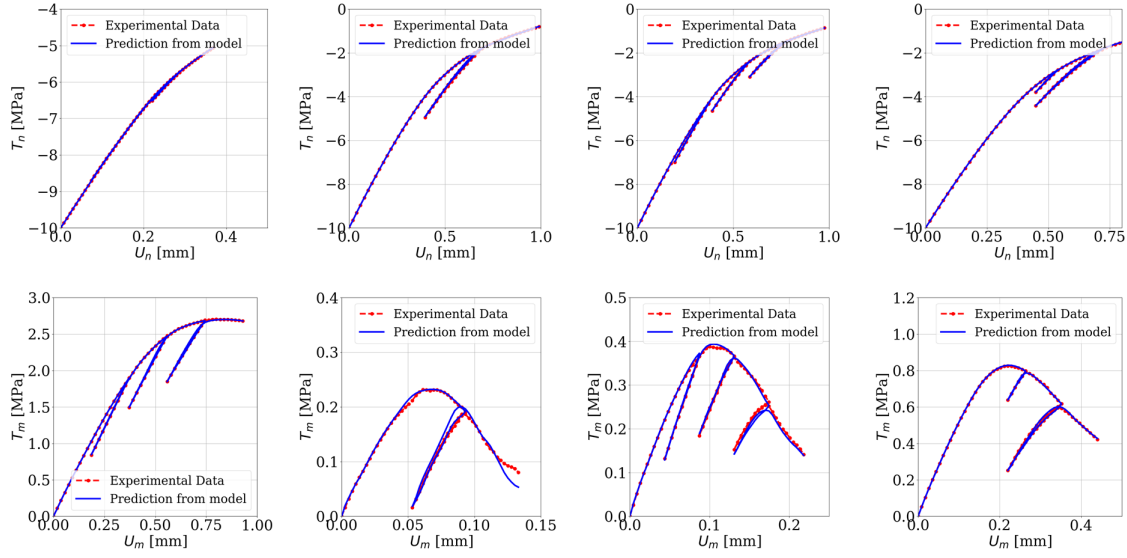 −4
−5
−6
−7
−8
−9
−10
0.0
0.2
0.4
T_n [MPa]
U_n [mm]
Experimental Data
Prediction from model
0
−2
−4
−6
−8
−10
0.0
0.5
1.0
T_n [MPa]
U_n [mm]
Experimental Data
Prediction from model
0
−2
−4
−6
−8
−10
0.0
0.5
1.0
T_n [MPa]
U_n [mm]
Experimental Data
Prediction from model
0
−2
−4
−6
−8
−10
0.00
0.25
0.50
0.75
T_n [MPa]
U_n [mm]
Experimental Data
Prediction from model
3.0
2.5
2.0
1.5
1.0
0.5
0.0
0.0
0.25
0.50
0.75
1.00
T_m [MPa]
U_m [mm]
Experimental Data
Prediction from model
0.4
0.3
0.2
0.1
0.0
0.00
0.05
0.10
0.15
T_m [MPa]
U_m [mm]
Experimental Data
Prediction from model
0.5
0.4
0.3
0.2
0.1
0.0
0.0
0.1
0.2
T_m [MPa]
U_m [mm]
Experimental Data
Prediction from model
1.2
1.0
0.8
0.6
0.4
0.2
0.0
0.0
0.2
0.4
T_m [MPa]
U_m [mm]
Experimental Data
Prediction from model